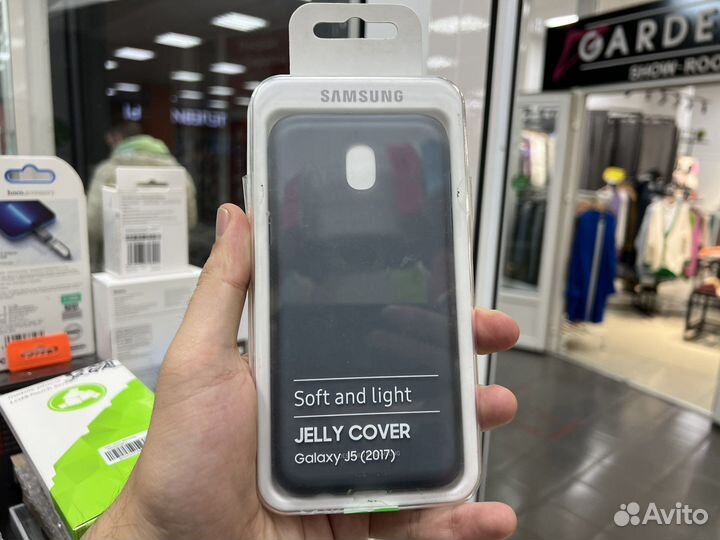 SAMSUNG
Soft and light
JELLY COVER
Galaxy J5 (2017)
GARDE
SHOW-ROO
Avito